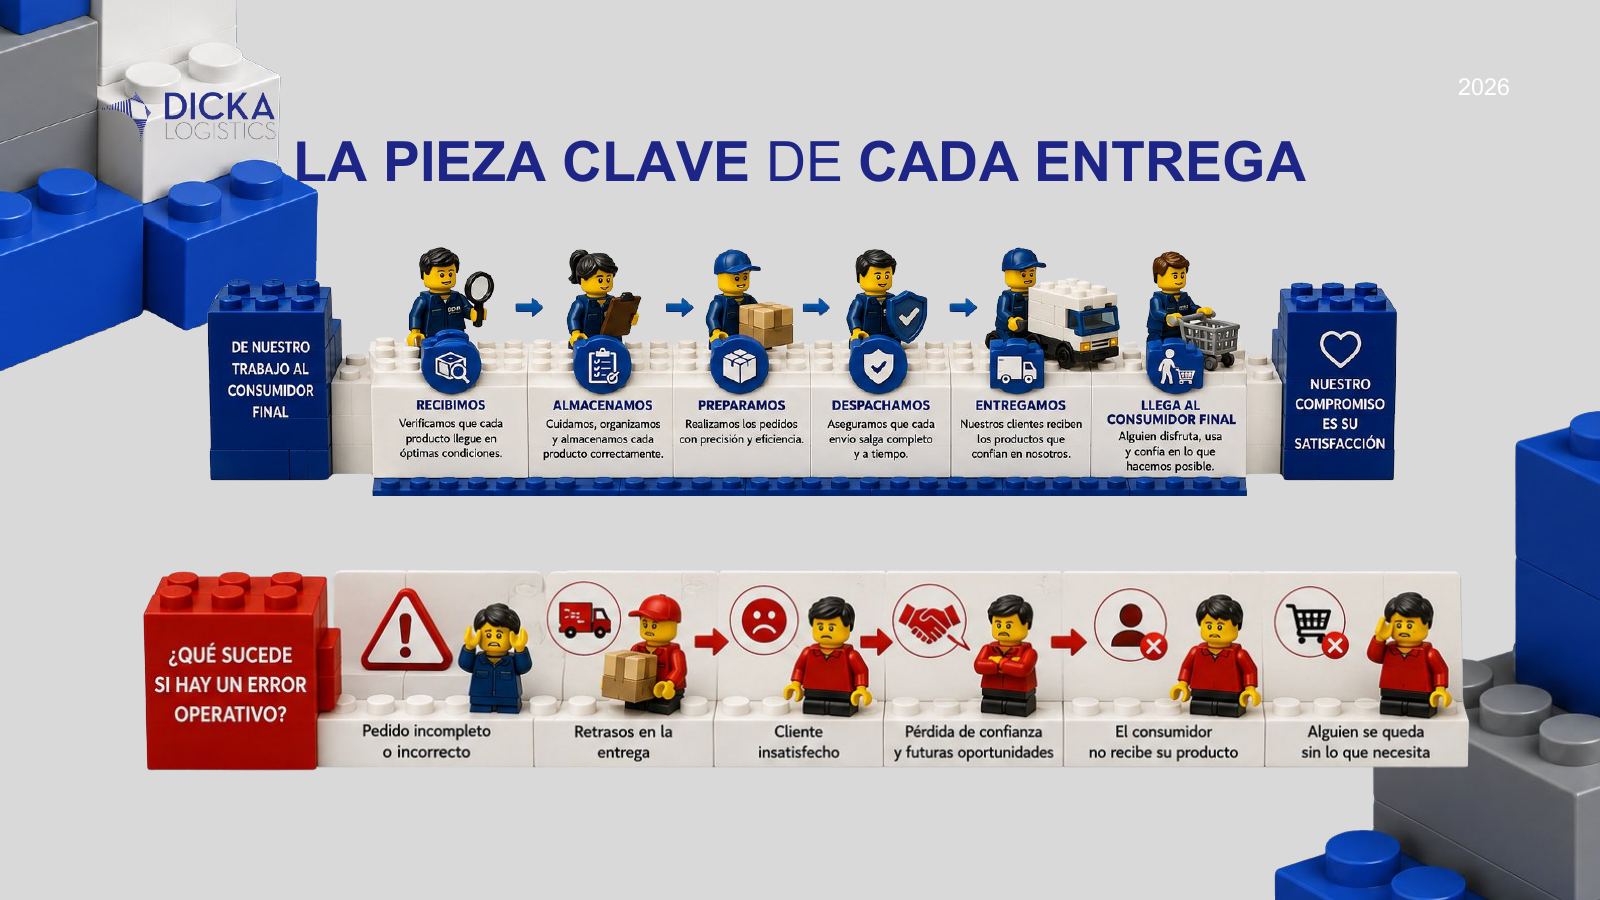 DICKA
LOGISTICS
2026
LA PIEZA CLAVE DE CADA ENTREGA
DE NUESTRO
TRABAJO AL
CONSUMIDOR
FINAL
RECIBIMOS
Verificamos que cada
producto llegue en
óptimas condiciones.
ALMACENAMOS
Cuidamos, organizamos
y almacenamos cada
producto correctamente.
PREPARAMOS
Realizamos los pedidos
con precisión y eficiencia.
DESPACHAMOS
Aseguramos que cada
envío salga completo
y a tiempo.
ENTREGAMOS
Nuestros clientes reciben
los productos que
confían en nosotros.
LLEGA AL
CONSUMIDOR FINAL
Alguien disfruta, usa
y confía en lo que
hacemos posible.
NUESTRO
COMPROMISO
ES SU
SATISFACCIÓN
¿QUÉ SUCEDE
SI HAY UN ERROR
OPERATIVO?
Pedido incompleto
o incorrecto
Retrasos en la
entrega
Cliente
insatisfecho
Pérdida de confianza
y futuras oportunidades
El consumidor
no recibe su producto
Alguien se queda
sin lo que necesita